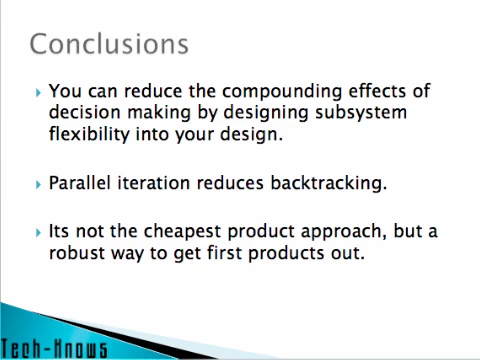 Conclusions
You can reduce the compounding effects of
decision making by designing subsystem
flexibility into your design.
Parallel iteration reduces backtracking.
Its not the cheapest product approach, but a
robust way to get first products out.
Tech-Knows